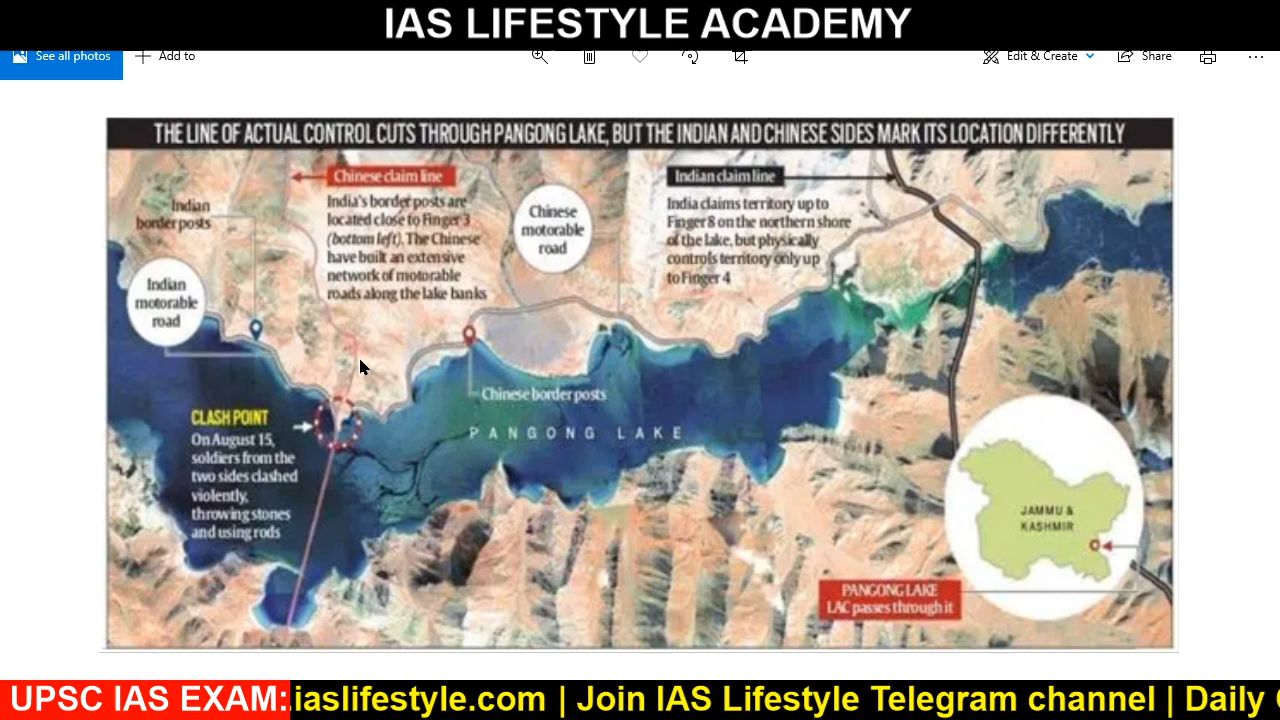 IAS LIFESTYLE ACADEMY
See all photos
Add to
Edit & Create
Share
THE LINE OF ACTUAL CONTROL CUTS THROUGH PANGONG LAKE, BUT THE INDIAN AND CHINESE SIDES MARK ITS LOCATION DIFFERENTLY
Indian
border posts
Indian
motorable
road
Chinese claim line
India's border posts are
located close to Finger 3
(bottom left). The Chinese
have built an extensive
network of motorable
roads along the lake banks
Chinese
motorable
road
Indian claim line
India claims territory up to
Finger 8 on the northern shore
of the lake, but physically
controls territory only up
to Finger 4
Chinese border posts
PANGONG LAKE
CLASH POINT
On August 15,
soldiers from the
two sides clashed
violently,
throwing stones
and using rods
JAMMU &
KASHMIR
PANGONG LAKE
LAC passes through it
UPSC IAS EXAM: iaslifestyle.com | Join IAS Lifestyle Telegram channel | Daily